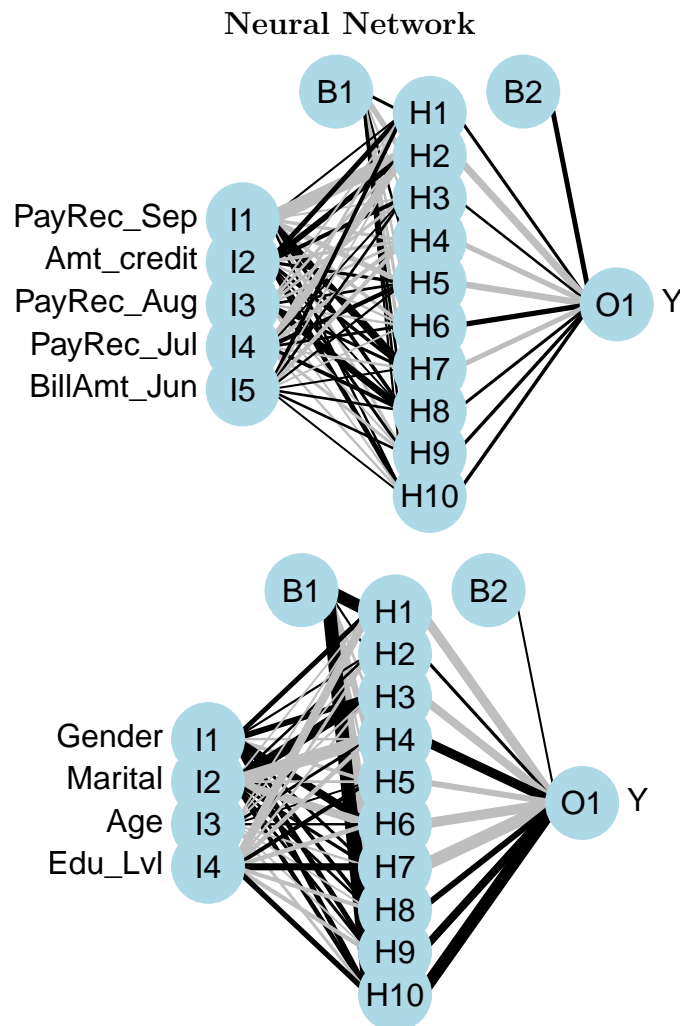 Neural Network
B1
B2
H1
H2
H3
H4
H5
H6
H7
H8
H9
H10
PayRec_Sep I1
Amt_credit I2
PayRec_Aug I3
PayRec_Jul I4
BillAmt_Jun I5
O1 Y
B1
B2
H1
H2
H3
H4
H5
H6
H7
H8
H9
H10
Gender I1
Marital I2
Age I3
Edu_Lvl I4
O1 Y